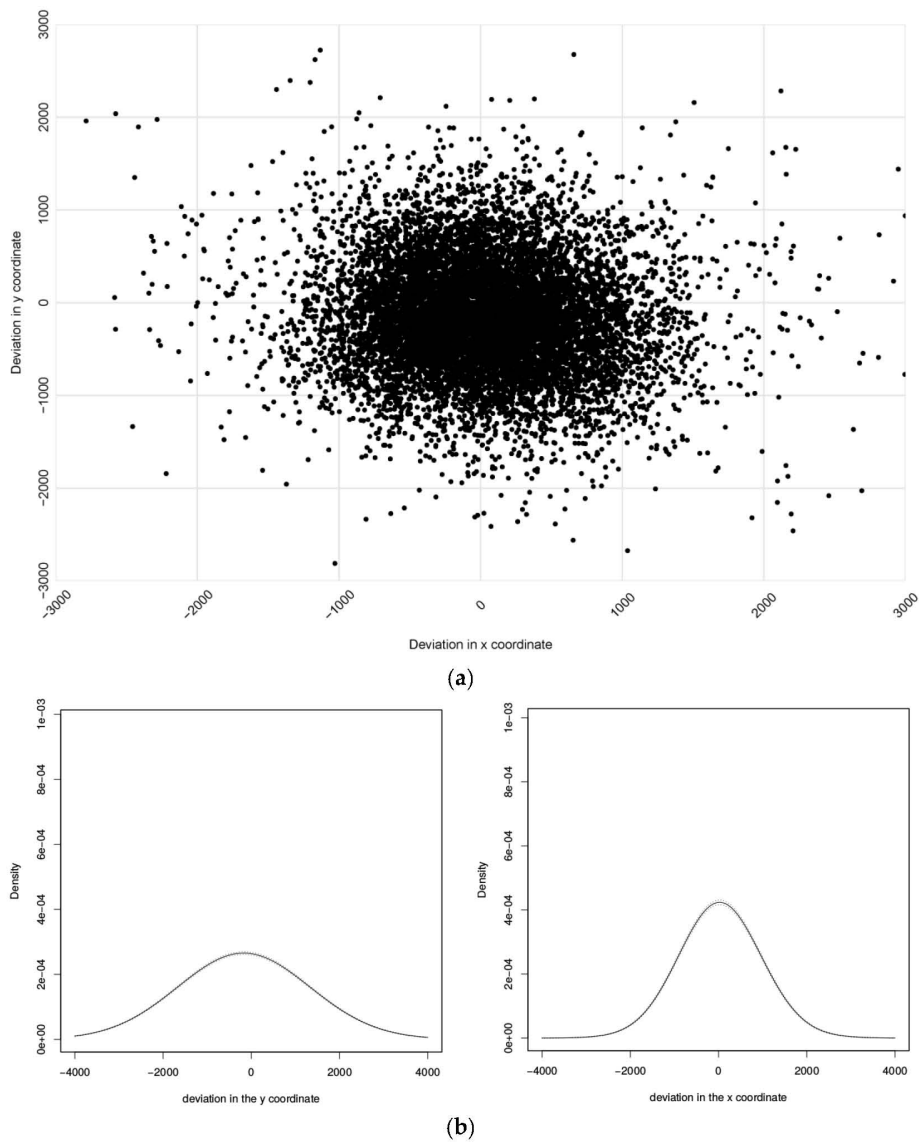 3000
2000
1000
0
−1000
−2000
−3000
Deviation in y coordinate
−3000
−2000
−1000
0
1000
2000
3000
Deviation in x coordinate
(a)
1e−03
8e−04
6e−04
4e−04
2e−04
0e+00
Density
−4000
−2000
0
2000
4000
deviation in the y coordinate
1e−03
8e−04
6e−04
4e−04
2e−04
0e+00
Density
−4000
−2000
0
2000
4000
deviation in the x coordinate
(b)